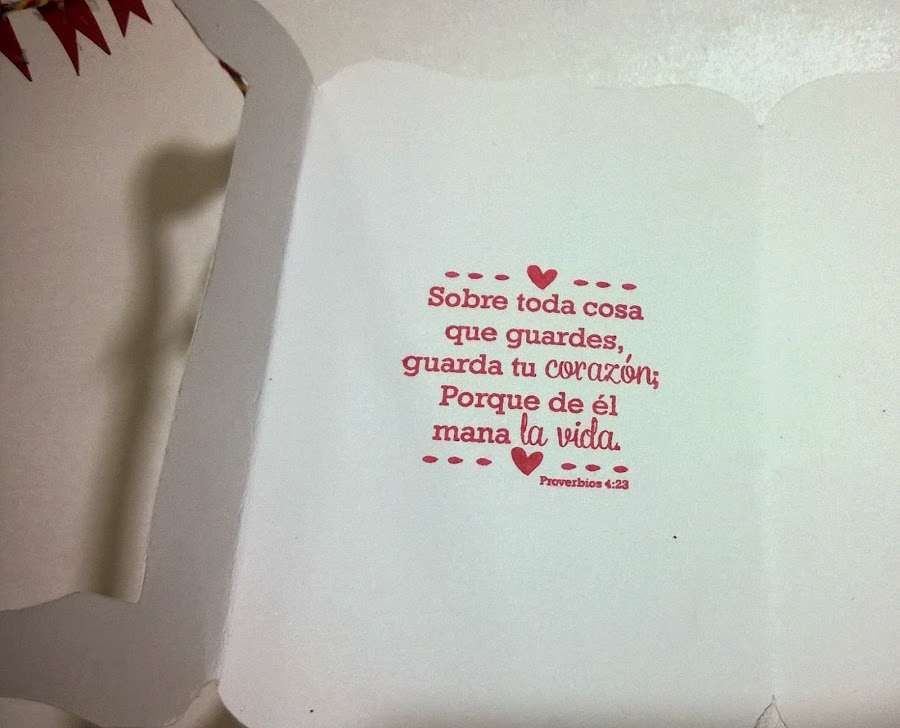 Sobre toda cosa
que guardes,
guarda tu corazón;
Porque de él
mana la vida.
Proverbios 4:23